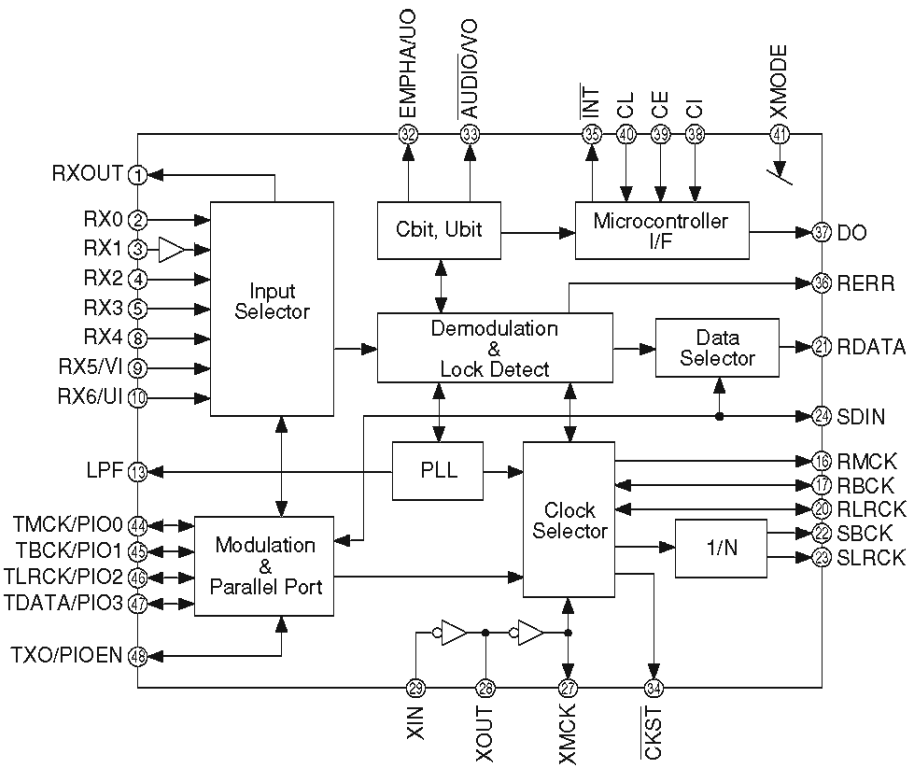 EMPHA/UO
AUDIO/VO
INT
CL
CE
CI
XMODE
32
33
35
40
39
38
41
RXOUT 1
RX0 2
RX1 3
RX2 4
RX3 5
RX4 8
RX5/VI 9
RX6/UI 10
Input
Selector
Cbit, Ubit
Microcontroller
I/F
37 DO
36 RERR
Demodulation
&
Lock Detect
Data
Selector
21 RDATA
24 SDIN
LPF 13
PLL
Clock
Selector
16 RMCK
17 RBCK
20 RLRCK
22 SBCK
23 SLRCK
1/N
TMCK/PIO0 44
TBCK/PIO1 45
TLRCK/PIO2 46
TDATA/PIO3 47
TXO/PIOEN 48
Modulation
&
Parallel Port
29
28
27
34
XIN
XOUT
XMCK
CKST